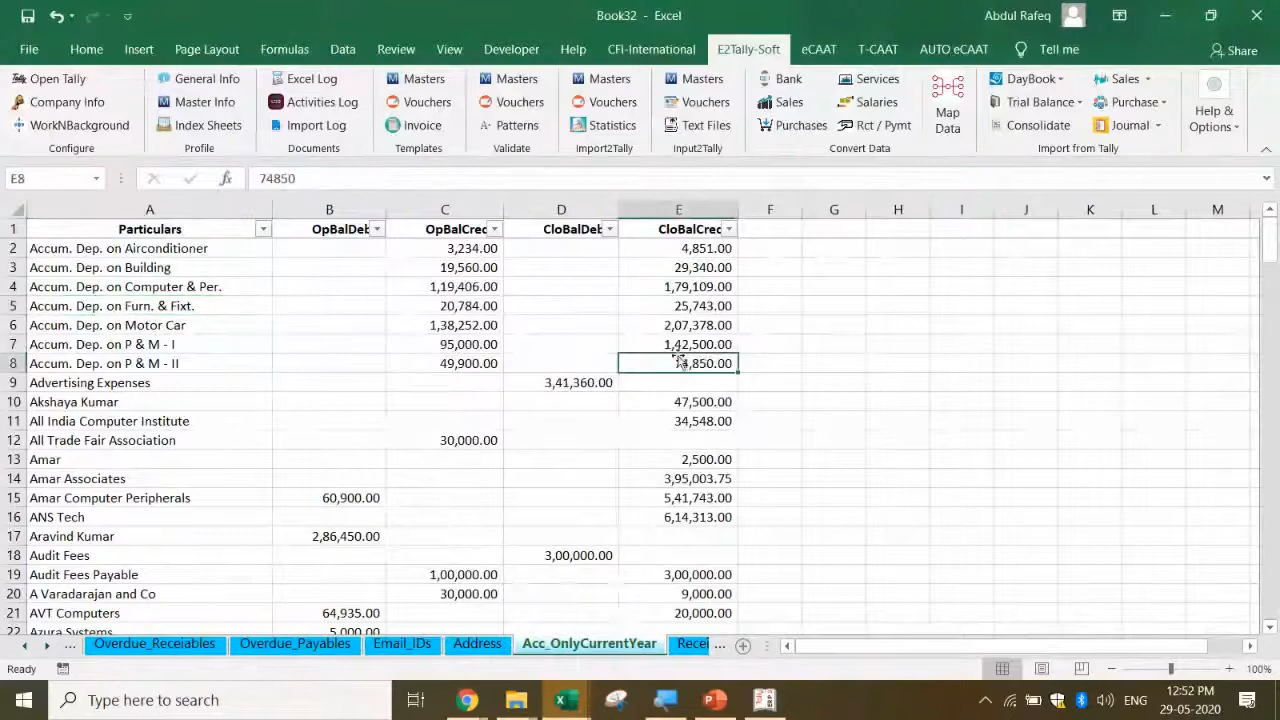 Book32 - Excel
Abdul Rafeq
File Home Insert Page Layout Formulas Data Review View Developer Help CFI-International E2Tally-Soft eCAAT T-CAAT AUTO eCAAT Tell me Share
Open Tally General Info Excel Log Masters Masters Masters Masters Bank Services DayBook Sales
Company Info Master Info Activities Log Vouchers Vouchers Vouchers Vouchers Sales Salaries Map Trial Balance Purchase Help &
WorkNBackground Index Sheets Import Log Invoice Patterns Statistics Text Files Purchases Rct / Pymt Data Consolidate Journal Options
Configure Profile Documents Templates Validate Import2Tally Input2Tally Convert Data Import from Tally
E8 fx 74850
A B C D E F G H I J K L M
1 Particulars OpBalDeb OpBalCred CloBalDeb CloBalCred
2 Accum. Dep. on Airconditioner 3,234.00 4,851.00
3 Accum. Dep. on Building 19,560.00 29,340.00
4 Accum. Dep. on Computer & Per. 1,19,406.00 1,79,109.00
5 Accum. Dep. on Furn. & Fixt. 20,784.00 25,743.00
6 Accum. Dep. on Motor Car 1,38,252.00 2,07,378.00
7 Accum. Dep. on P & M - I 95,000.00 1,42,500.00
8 Accum. Dep. on P & M - II 49,900.00 74,850.00
9 Advertising Expenses 3,41,360.00
10 Akshaya Kumar 47,500.00
11 All India Computer Institute 34,548.00
12 All Trade Fair Association 30,000.00
13 Amar 2,500.00
14 Amar Associates 3,95,003.75
15 Amar Computer Peripherals 60,900.00 5,41,743.00
16 ANS Tech 6,14,313.00
17 Aravind Kumar 2,86,450.00
18 Audit Fees 3,00,000.00
19 Audit Fees Payable 1,00,000.00 3,00,000.00
20 A Varadarajan and Co 30,000.00 9,000.00
21 AVT Computers 64,935.00 20,000.00
22 Azura Systems 5,000.00
... Overdue_Receiables Overdue_Payables Email_IDs Address Acc_OnlyCurrentYear Recei ...
Ready 100%
Type here to search ENG 12:52 PM
29-05-2020